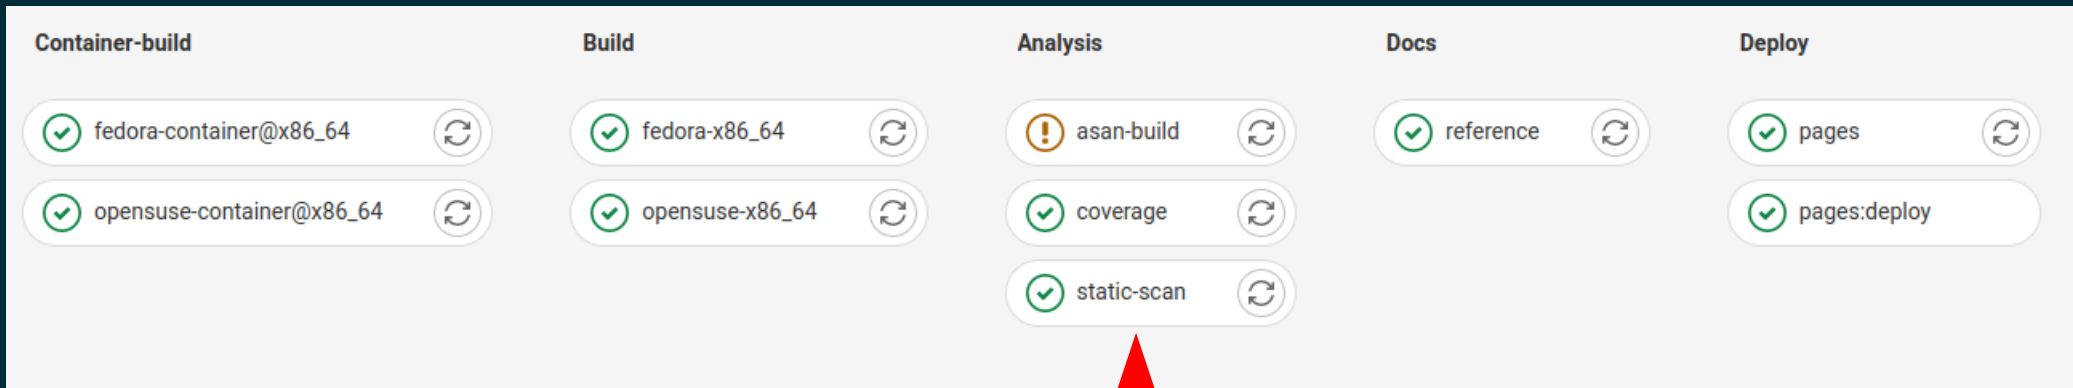 Container-build
fedora-container@x86_64
opensuse-container@x86_64
Build
fedora-x86_64
opensuse-x86_64
Analysis
asan-build
coverage
static-scan
Docs
reference
Deploy
pages
pages:deploy